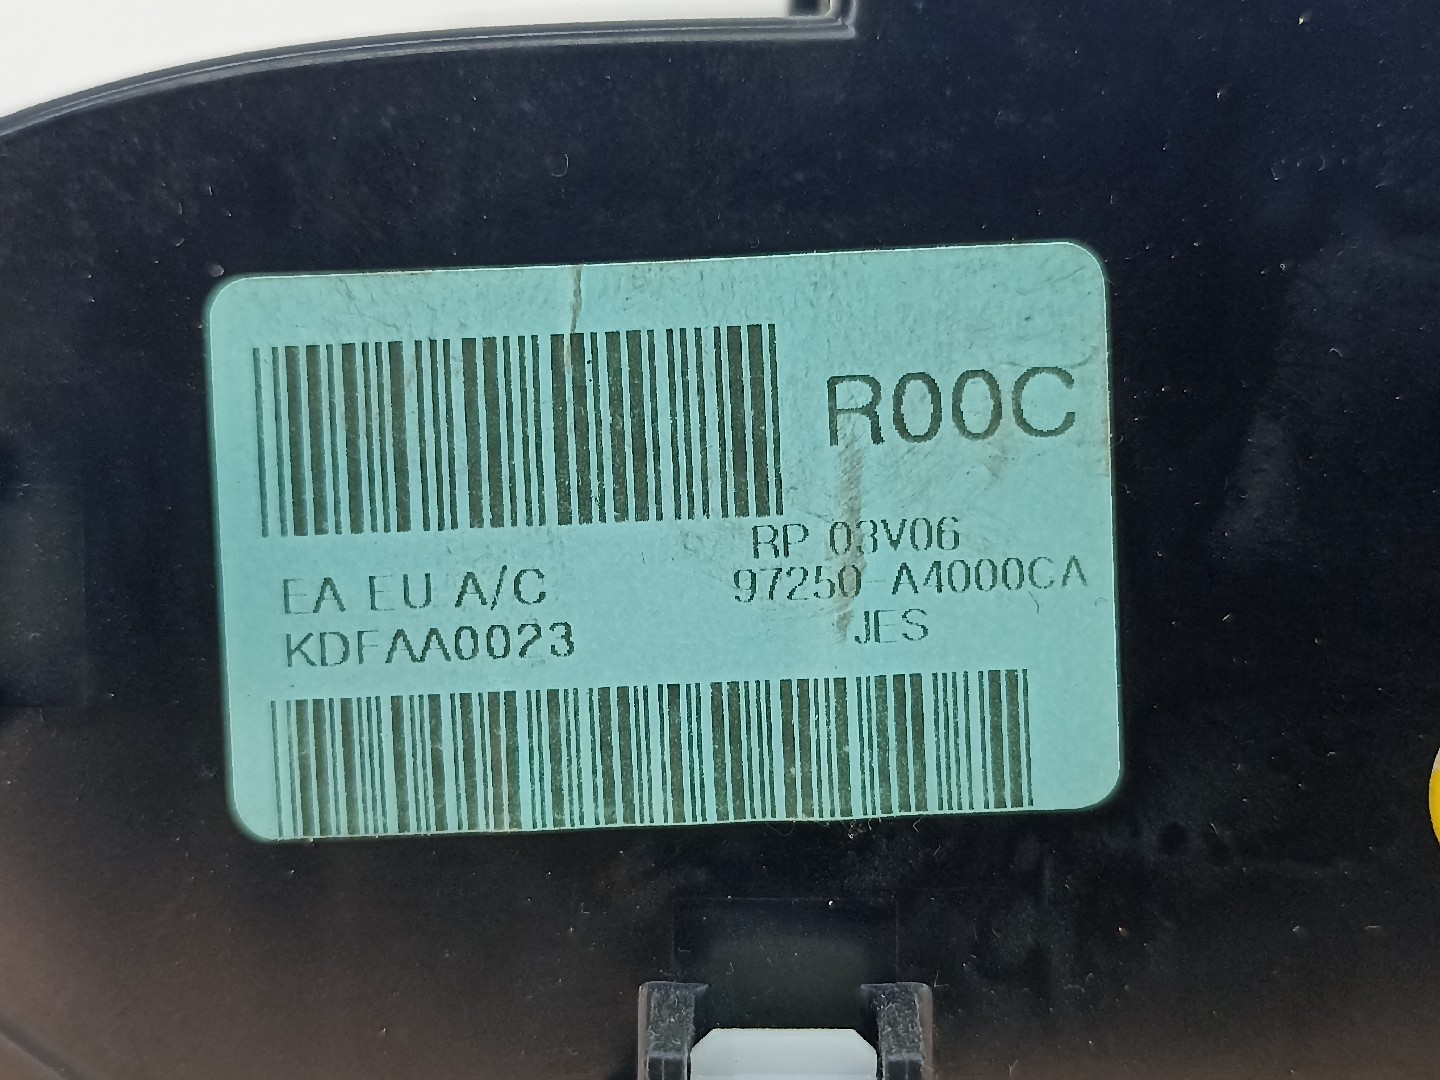 R00C
RP 03V06
EA EU A/C
97250-A4000CA
KDFAA0023
JES